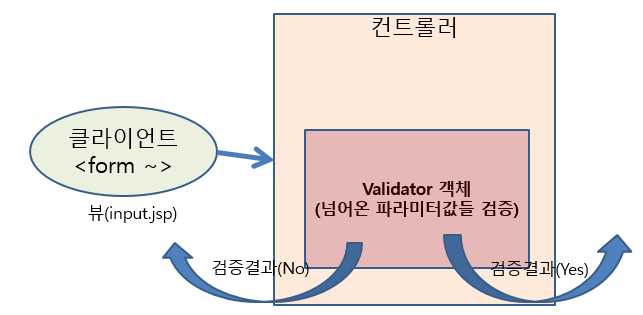 컨트롤러
클라이언트
<form ~>
뷰(input.jsp)
Validator 객체
(넘어온 파라미터값들 검증)
검증결과(No)
검증결과(Yes)